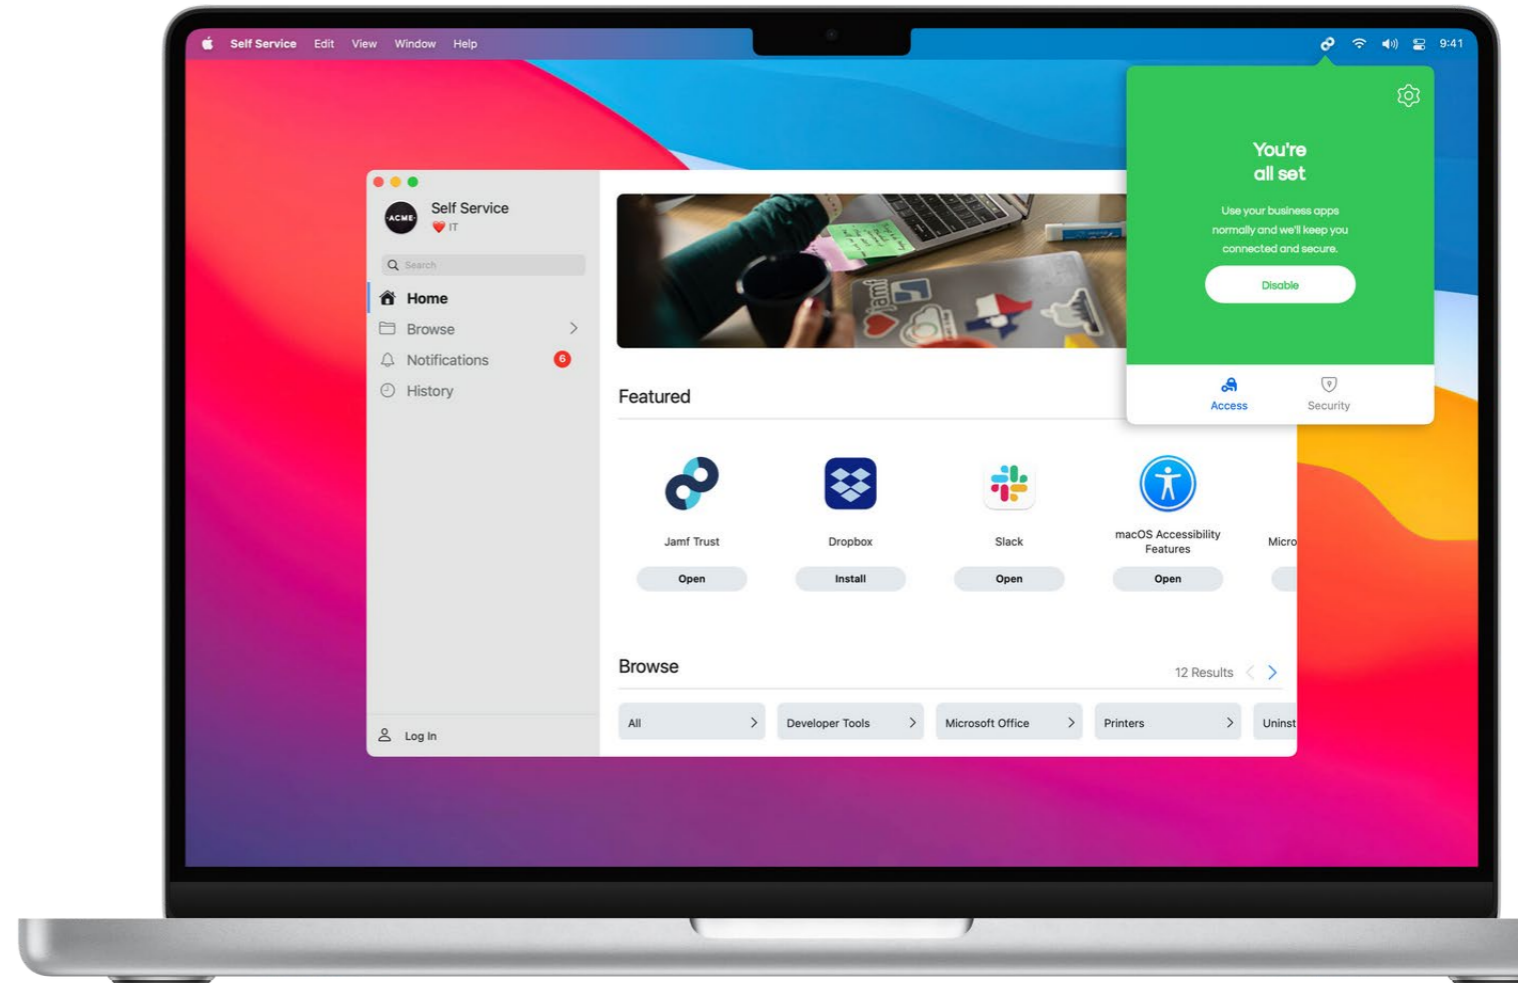 Self Service Edit View Window Help
9:41
Self Service
❤️ IT
ACME
Search
Home
Browse
Notifications 6
History
Log In
You're
all set
Use your business apps
normally and we'll keep you
connected and secure.
Disable
Access Security
jamf
Featured
Jamf Trust
Open
Dropbox
Install
Slack
Open
macOS Accessibility
Features
Open
Micro
Browse
12 Results
All
Developer Tools
Microsoft Office
Printers
Uninst